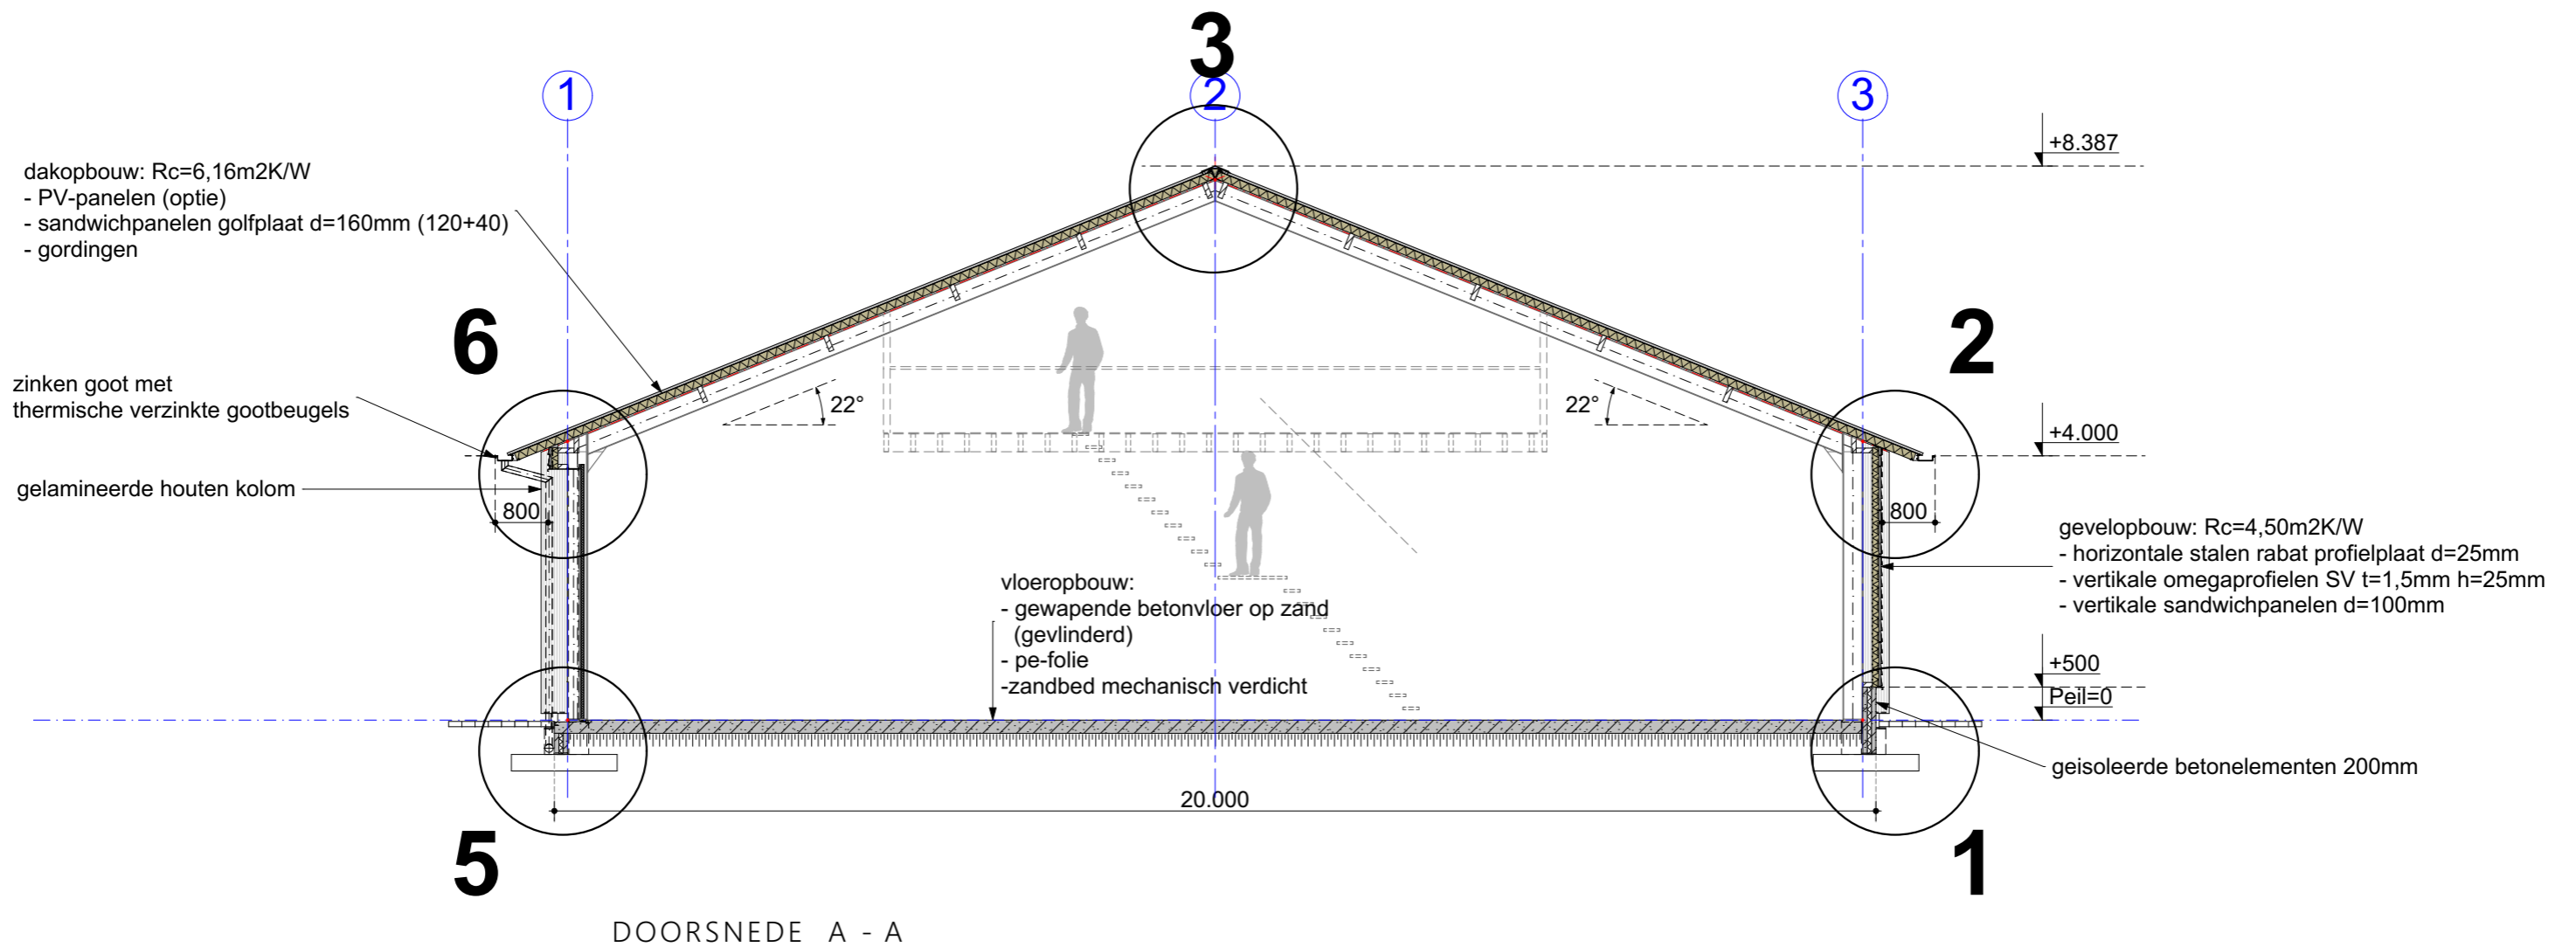 3
1
2
3
+8.387
dakopbouw: Rc=6,16m2K/W
- PV-panelen (optie)
- sandwichpanelen golfplaat d=160mm (120+40)
- gordingen
6
2
zinken goot met
thermische verzinkte gootbeugels
22°
22°
+4.000
gelamineerde houten kolom
800
800
gevelopbouw: Rc=4,50m2K/W
- horizontale stalen rabat profielplaat d=25mm
- vertikale omegaprofielen SV t=1,5mm h=25mm
- vertikale sandwichpanelen d=100mm
vloeropbouw:
- gewapende betonvloer op zand
(gevlinderd)
- pe-folie
-zandbed mechanisch verdicht
+500
Peil=0
geisoleerde betonelementen 200mm
20.000
5
1
DOORSNEDE A - A